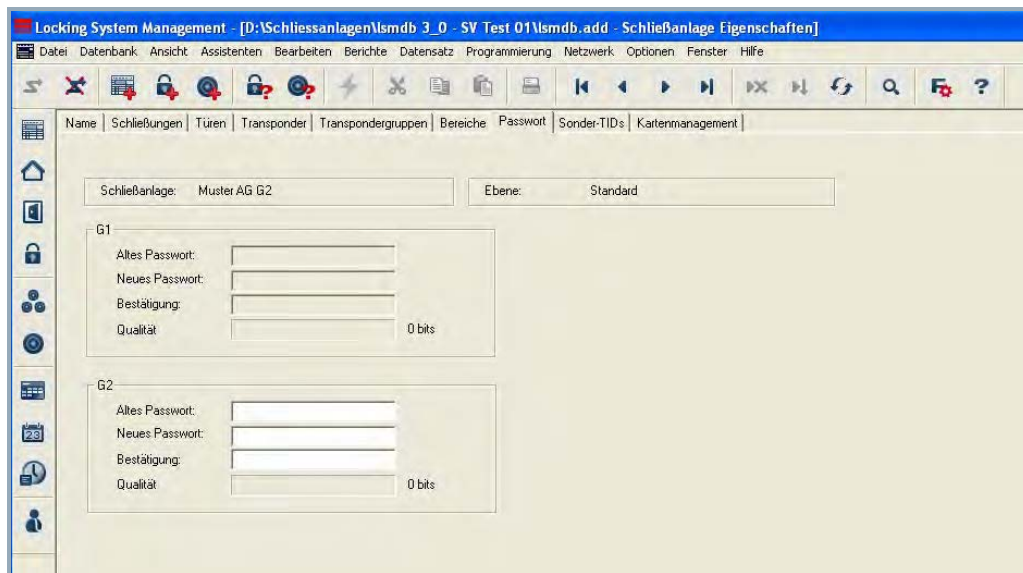 Locking System Management - [D:\Schliessanlagen\lsmdb 3_0 - SV Test 01\lsmdb.add - Schließanlage Eigenschaften]
Datei Datenbank Ansicht Assistenten Bearbeiten Berichte Datensatz Programmierung Netzwerk Optionen Fenster Hilfe
Name Schließungen Türen Transponder Transpondergruppen Bereiche Passwort Sonder-TIDs Kartenmanagement
Schließanlage: Muster AG G2 Ebene: Standard
G1
Altes Passwort:
Neues Passwort:
Bestätigung:
Qualität 0 bits
G2
Altes Passwort:
Neues Passwort:
Bestätigung:
Qualität 0 bits
23